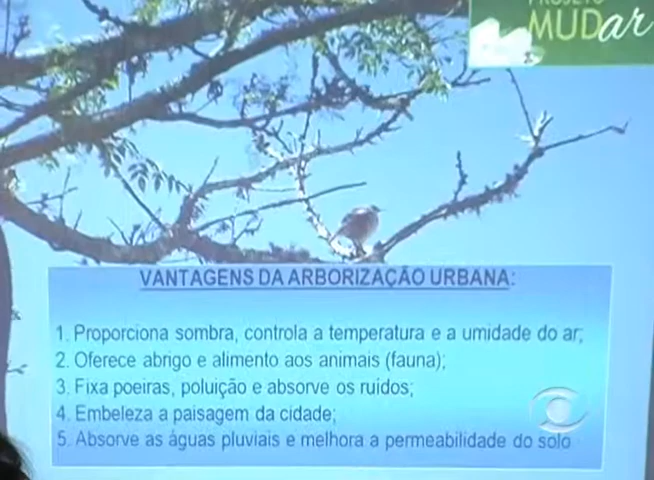 PROJETO
MUDar
VANTAGENS DA ARBORIZAÇÃO URBANA:
1. Proporciona sombra, controla a temperatura e a umidade do ar;
2. Oferece abrigo e alimento aos animais (fauna);
3. Fixa poeiras, poluição e absorve os ruídos;
4. Embeleza a paisagem da cidade;
5. Absorve as águas pluviais e melhora a permeabilidade do solo